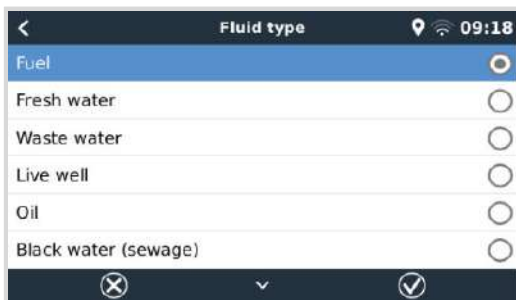 Fluid type 09:18
Fuel
Fresh water
Waste water
Live well
Oil
Black water (sewage)